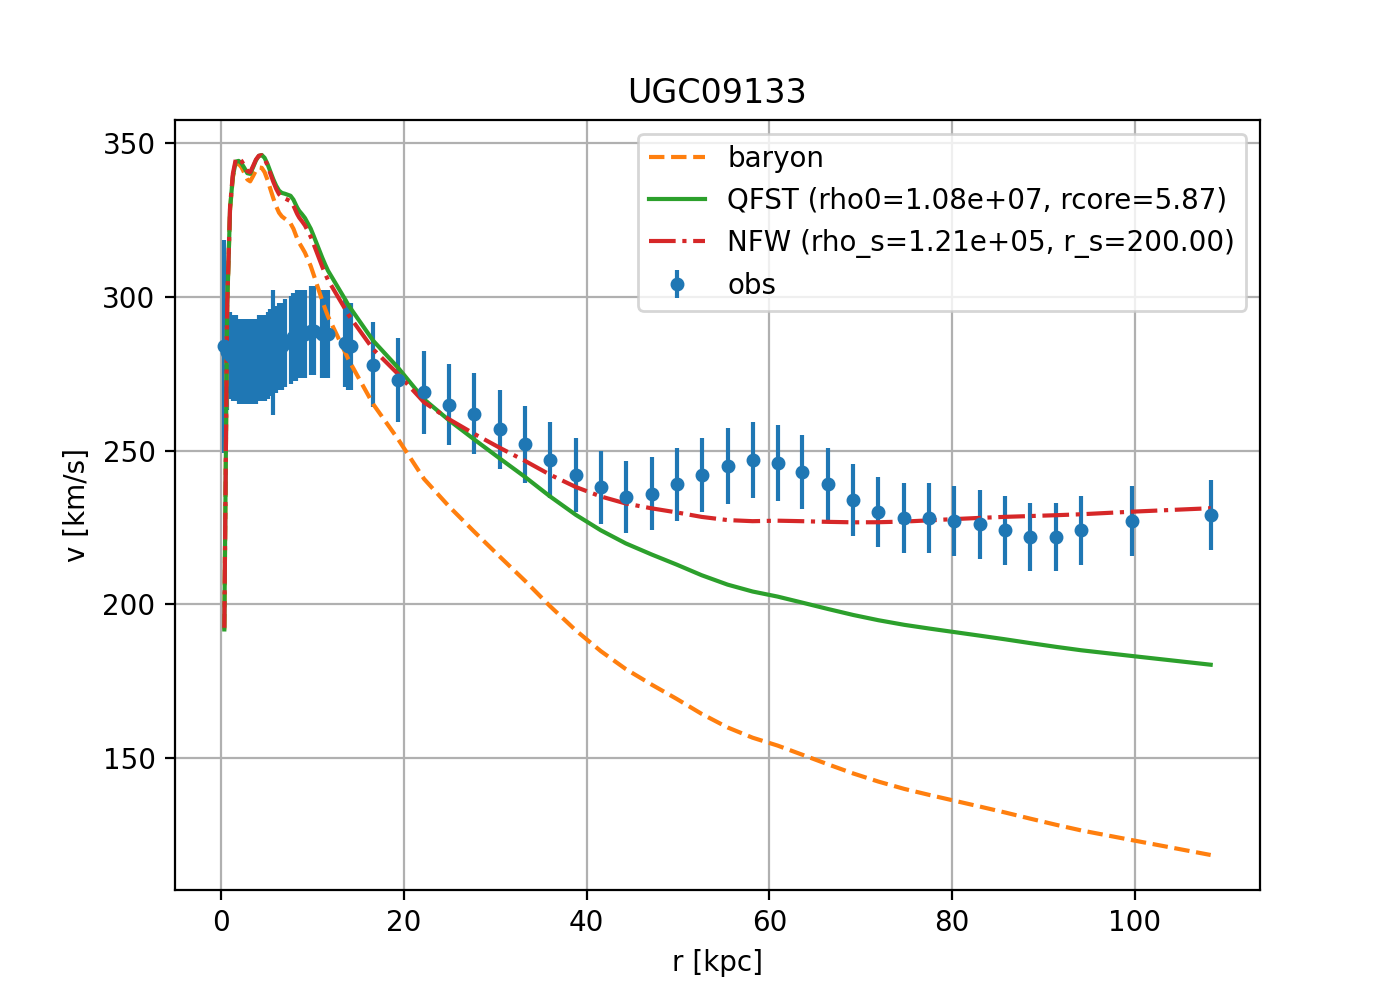 UGC09133
350
300
250
200
150
v [km/s]
baryon
QFST (rho0=1.08e+07, rcore=5.87)
NFW (rho_s=1.21e+05, r_s=200.00)
obs
0
20
40
60
80
100
r [kpc]